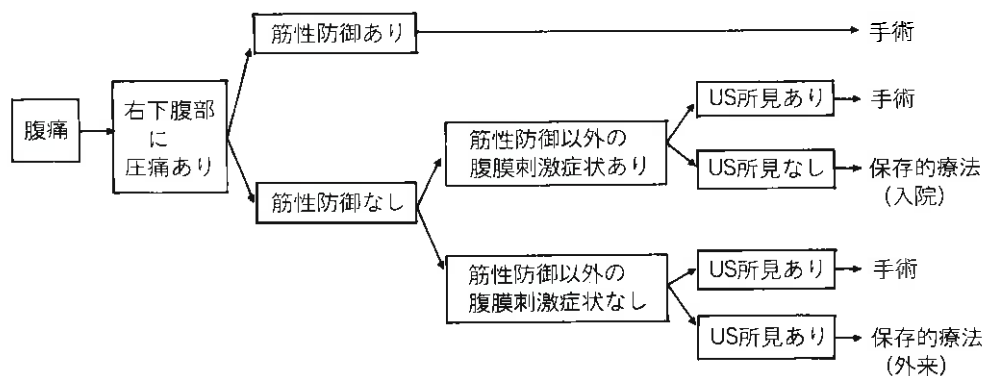 腹痛
右下腹部
に
圧痛あり
筋性防御あり
手術
筋性防御なし
筋性防御以外の
腹膜刺激症状あり
US所見あり
手術
US所見なし
保存的療法
(入院)
筋性防御以外の
腹膜刺激症状なし
US所見あり
手術
US所見あり
保存的療法
(外来)